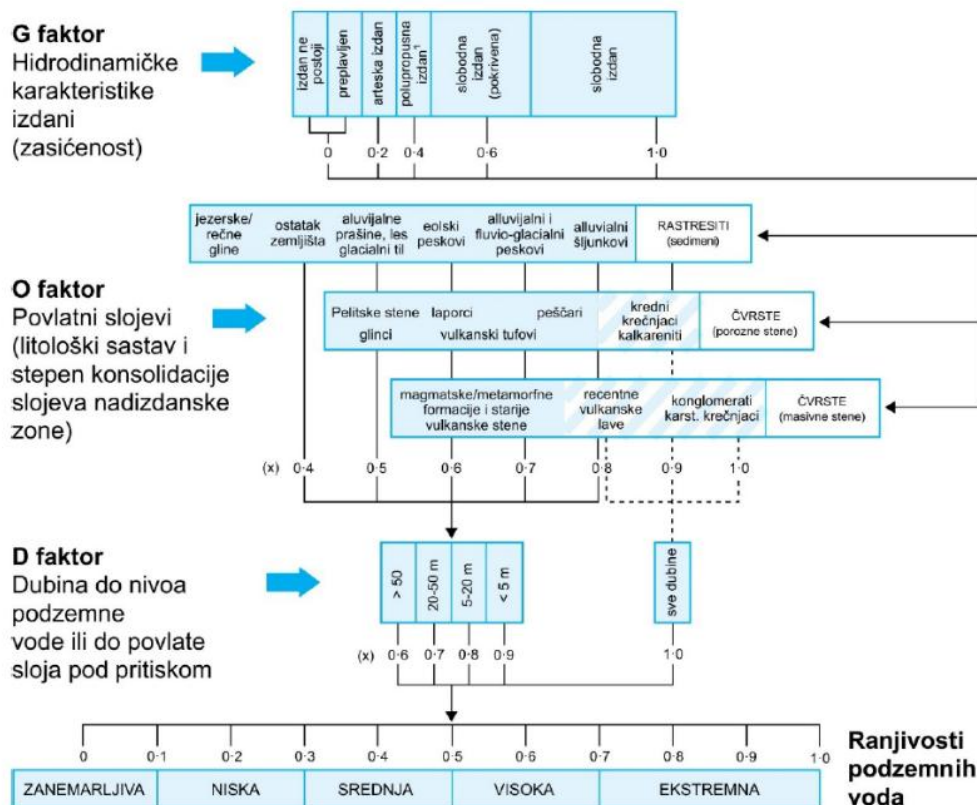 G faktor
Hidrodinamičke
karakteristike
izdani
(zasićenost)
izdan ne
postoji
preplavljen
arteska izdan
polupropusna
izdan¹
slobodna
izdan
(pokrivena)
slobodna
izdan
0 0·2 0·4 0·6 1·0
jezerske/
rečne
gline
ostatak
zemljišta
aluvijalne
prašine, les
glacialni til
eolski
peskovi
alluvijalni i
fluvio-glacialni
peskovi
alluvialni
šljunkovi
RASTRESITI
(sedimeni)
O faktor
Povlatni slojevi
(litološki sastav i
stepen konsolidacije
slojeva nadizdanske
zone)
Pelitske stene
glinci
laporci
vulkanski tufovi
peščari
kredni
krečnjaci
kalkareniti
ČVRSTE
(porozne stene)
magmatske/metamorfne
formacije i starije
vulkanske stene
recentne
vulkanske
lave
konglomerati
karst. krečnjaci
ČVRSTE
(masivne stene)
(x) 0·4 0·5 0·6 0·7 0·8 0·9 1·0
D faktor
Dubina do nivoa
podzemne
vode ili do povlate
sloja pod pritiskom
> 50
20-50 m
5-20 m
< 5 m
sve dubine
(x) 0·6 0·7 0·8 0·9 1·0
0 0·1 0·2 0·3 0·4 0·5 0·6 0·7 0·8 0·9 1·0
ZANEMARLJIVA NISKA SREDNJA VISOKA EKSTREMNA
Ranjivosti
podzemnih
voda